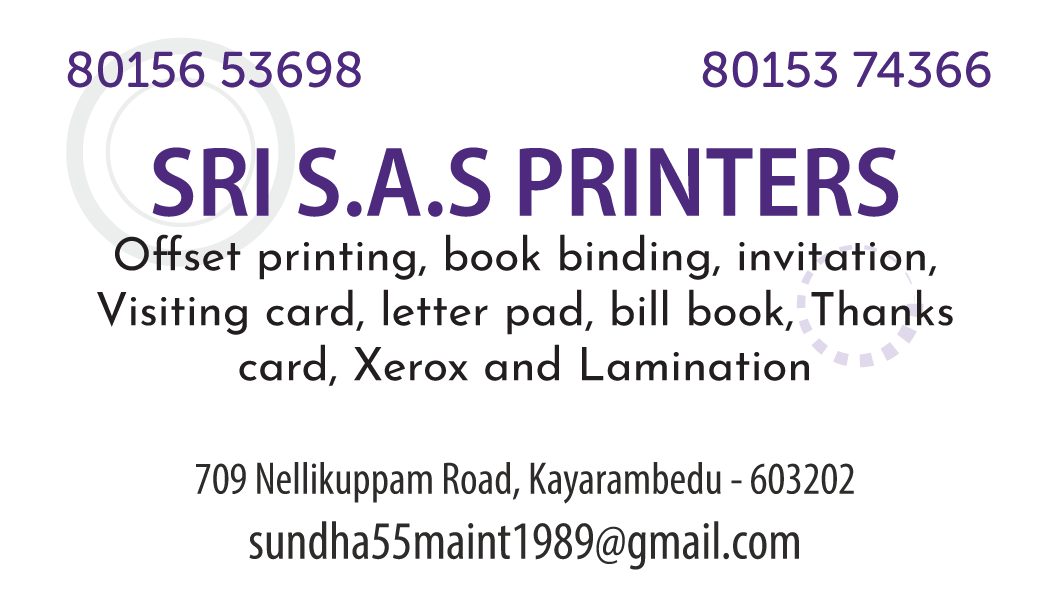 80156 53698 80153 74366
SRI S.A.S PRINTERS
Offset printing, book binding, invitation,
Visiting card, letter pad, bill book, Thanks
card, Xerox and Lamination
709 Nellikuppam Road, Kayarambedu - 603202
sundha55maint1989@gmail.com